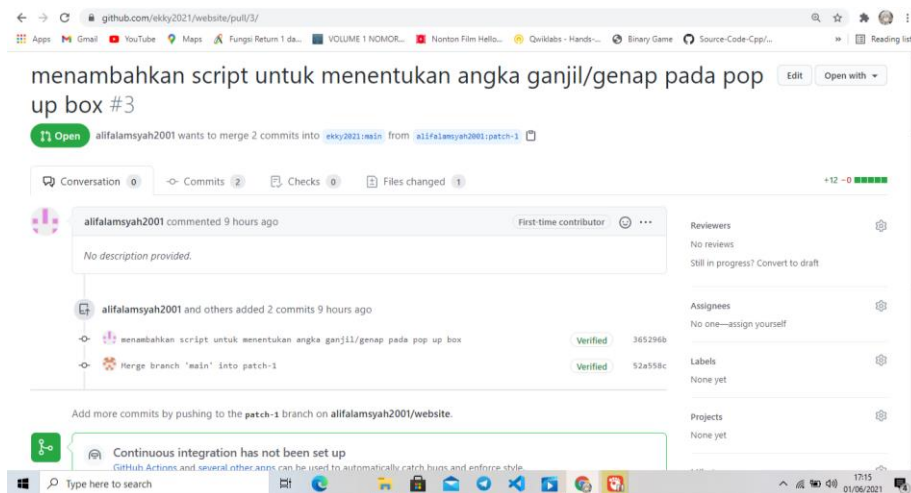 github.com/ekky2021/website/pull/3/
Apps Gmail YouTube Maps Fungsi Return 1 da... VOLUME 1 NOMOR... Nonton Film Hello... Qwiklabs - Hands-... Binary Game Source-Code-Cpp/... » Reading list
menambahkan script untuk menentukan angka ganjil/genap pada pop
up box #3
Edit Open with
Open alifalamsyah2001 wants to merge 2 commits into ekky2021:main from alifalamsyah2001:patch-1
Conversation 0 Commits 2 Checks 0 Files changed 1 +12 −0
alifalamsyah2001 commented 9 hours ago First-time contributor ...
No description provided.
alifalamsyah2001 and others added 2 commits 9 hours ago
menambahkan script untuk menentukan angka ganjil/genap pada pop up box Verified 365296b
Merge branch 'main' into patch-1 Verified 52a558c
Add more commits by pushing to the patch-1 branch on alifalamsyah2001/website.
Continuous integration has not been set up
GitHub Actions and several other apps can be used to automatically catch bugs and enforce style.
Reviewers
No reviews
Still in progress? Convert to draft
Assignees
No one—assign yourself
Labels
None yet
Projects
None yet
Type here to search
17:15
01/06/2021